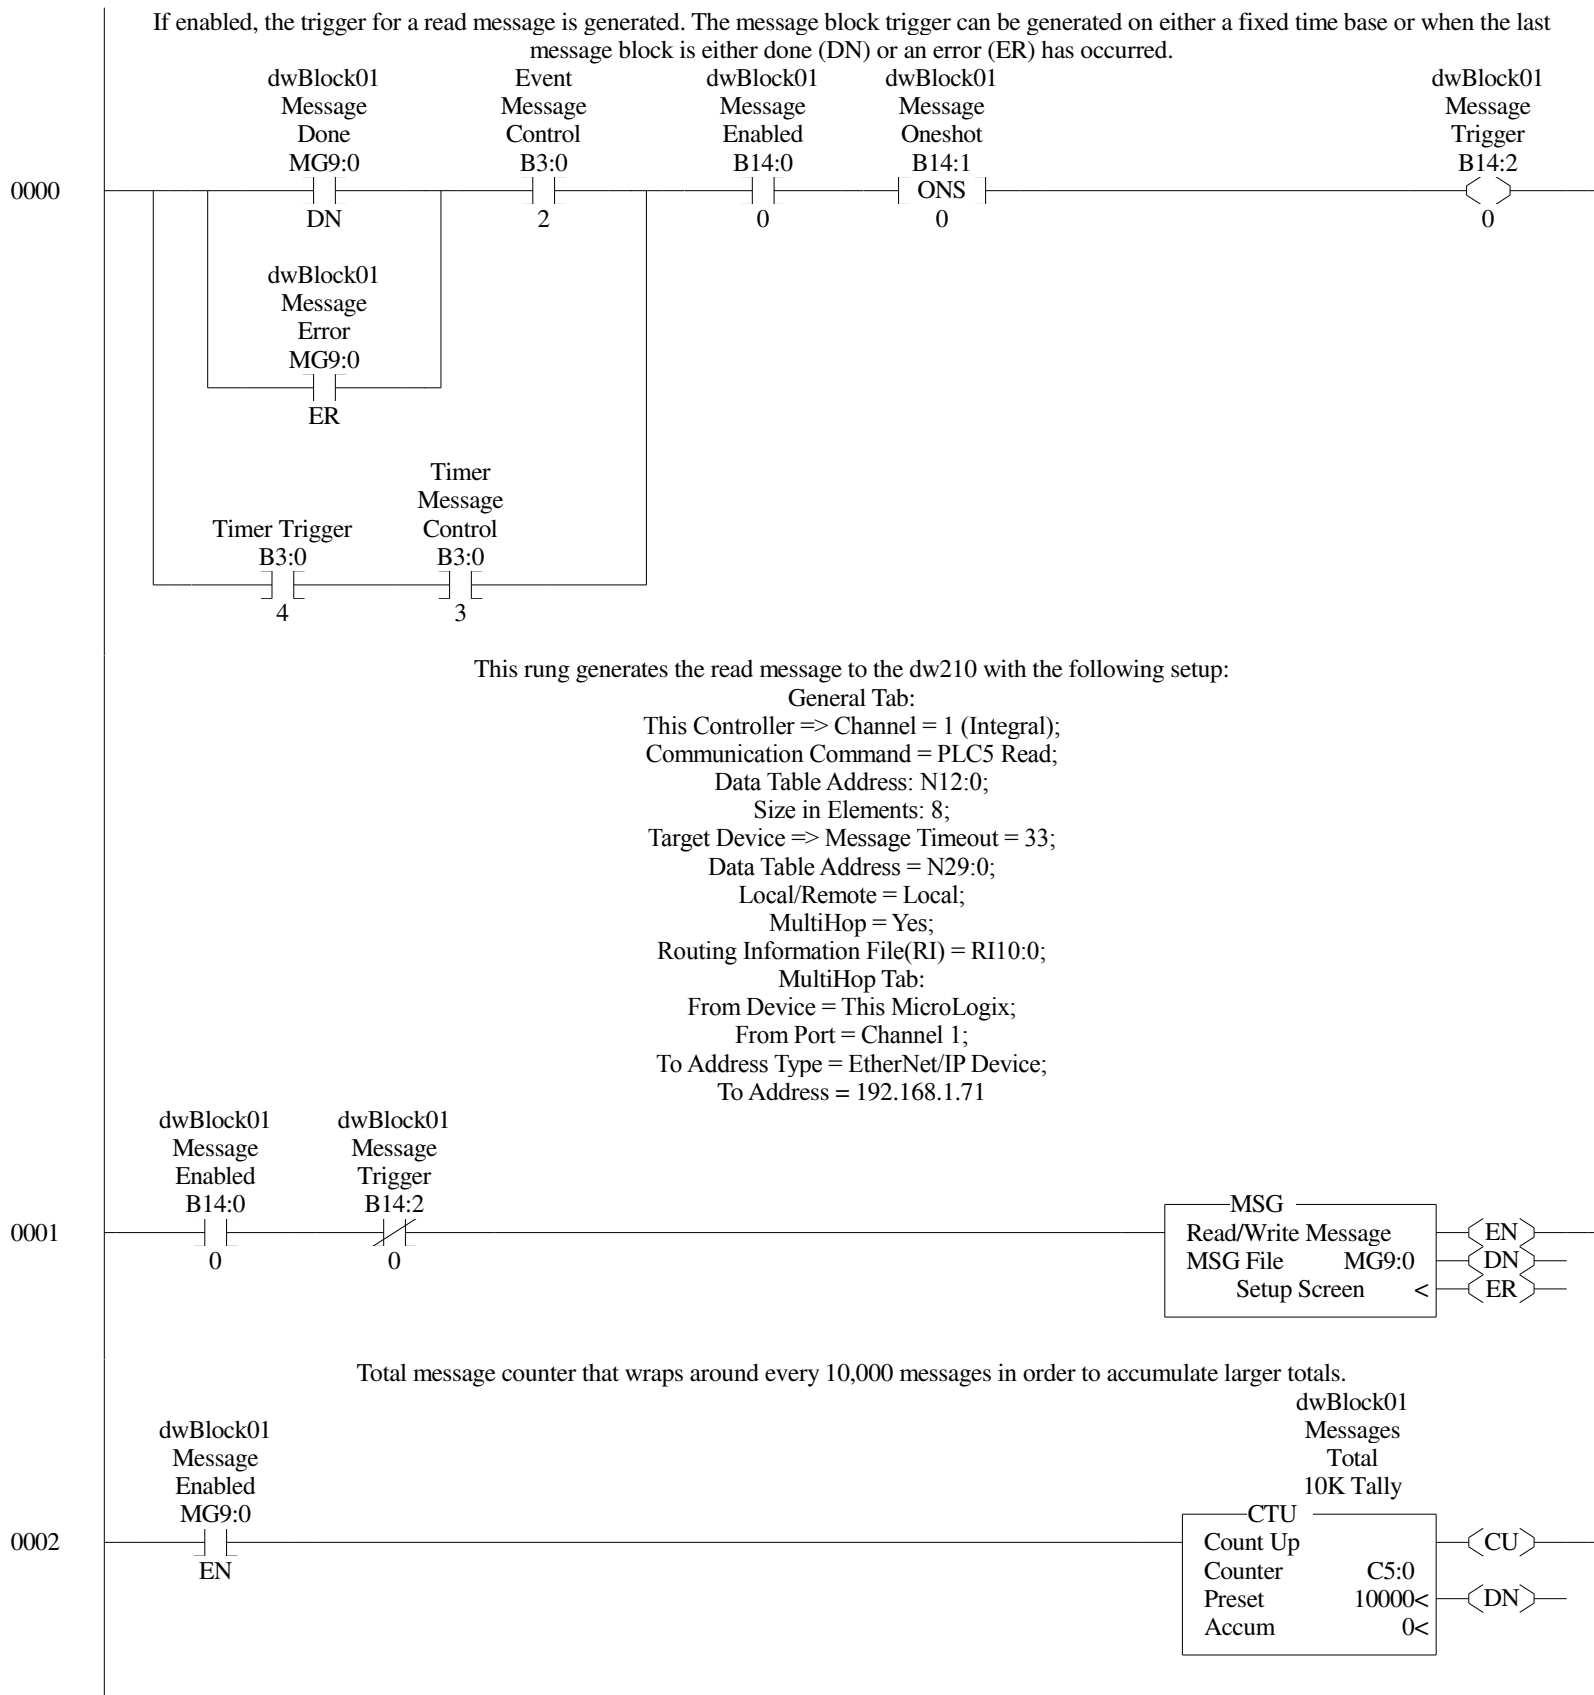 If enabled, the trigger for a read message is generated. The message block trigger can be generated on either a fixed time base or when the last
message block is either done (DN) or an error (ER) has occurred.
dwBlock01
Message
Done
MG9:0
DN
Event
Message
Control
B3:0
2
dwBlock01
Message
Enabled
B14:0
0
dwBlock01
Message
Oneshot
B14:1
ONS
0
dwBlock01
Message
Trigger
B14:2
0
0000
dwBlock01
Message
Error
MG9:0
ER
Timer Trigger
B3:0
4
Timer
Message
Control
B3:0
3
This rung generates the read message to the dw210 with the following setup:
General Tab:
This Controller => Channel = 1 (Integral);
Communication Command = PLC5 Read;
Data Table Address: N12:0;
Size in Elements: 8;
Target Device => Message Timeout = 33;
Data Table Address = N29:0;
Local/Remote = Local;
MultiHop = Yes;
Routing Information File(RI) = RI10:0;
MultiHop Tab:
From Device = This MicroLogix;
From Port = Channel 1;
To Address Type = EtherNet/IP Device;
To Address = 192.168.1.71
dwBlock01
Message
Enabled
B14:0
0
dwBlock01
Message
Trigger
B14:2
0
0001
MSG
Read/Write Message
MSG File MG9:0
Setup Screen <
EN
DN
ER
Total message counter that wraps around every 10,000 messages in order to accumulate larger totals.
dwBlock01
Message
Enabled
MG9:0
EN
0002
dwBlock01
Messages
Total
10K Tally
CTU
Count Up
Counter C5:0
Preset 10000<
Accum 0<
CU
DN